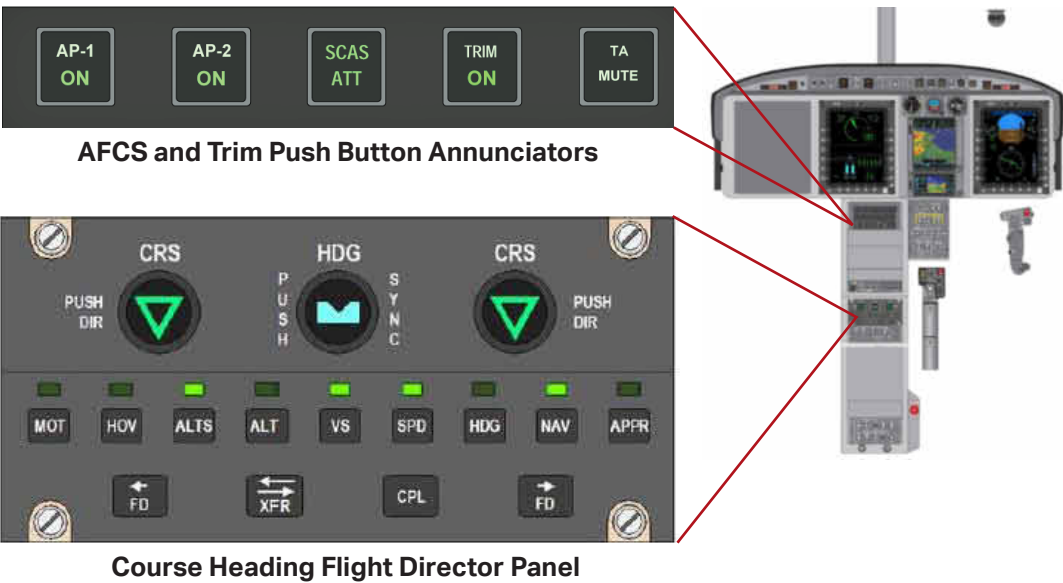 AP-1
ON
AP-2
ON
SCAS
ATT
TRIM
ON
TA
MUTE
AFCS and Trim Push Button Annunciators
CRS
HDG
CRS
PUSH
DIR
PUSH
SYNC
PUSH
DIR
MOT
HOV
ALTS
ALT
VS
SPD
HDG
NAV
APPR
FD
XFR
CPL
FD
Course Heading Flight Director Panel